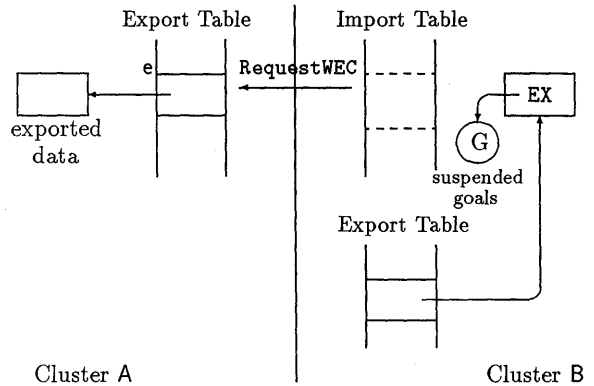 Export Table
Import Table
e
RequestWEC
EX
exported
data
G
suspended
goals
Export Table
Cluster A
Cluster B